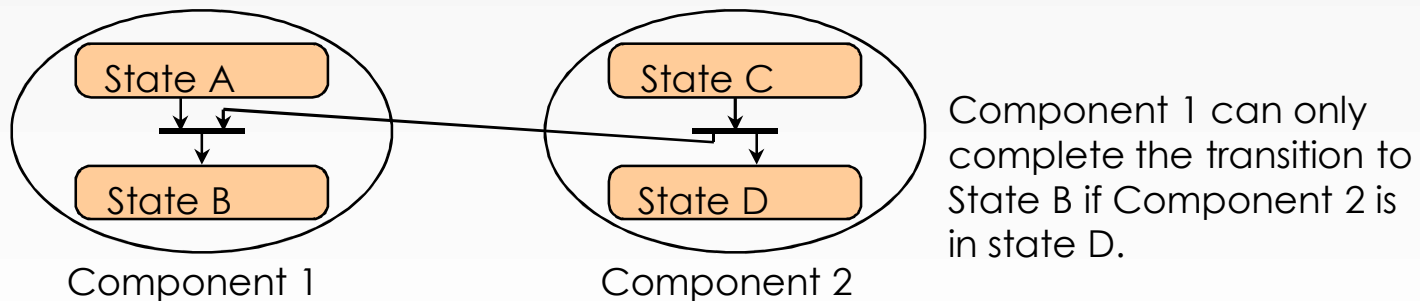 State A
State B
Component 1
State C
State D
Component 2
Component 1 can only
complete the transition to
State B if Component 2 is
in state D.